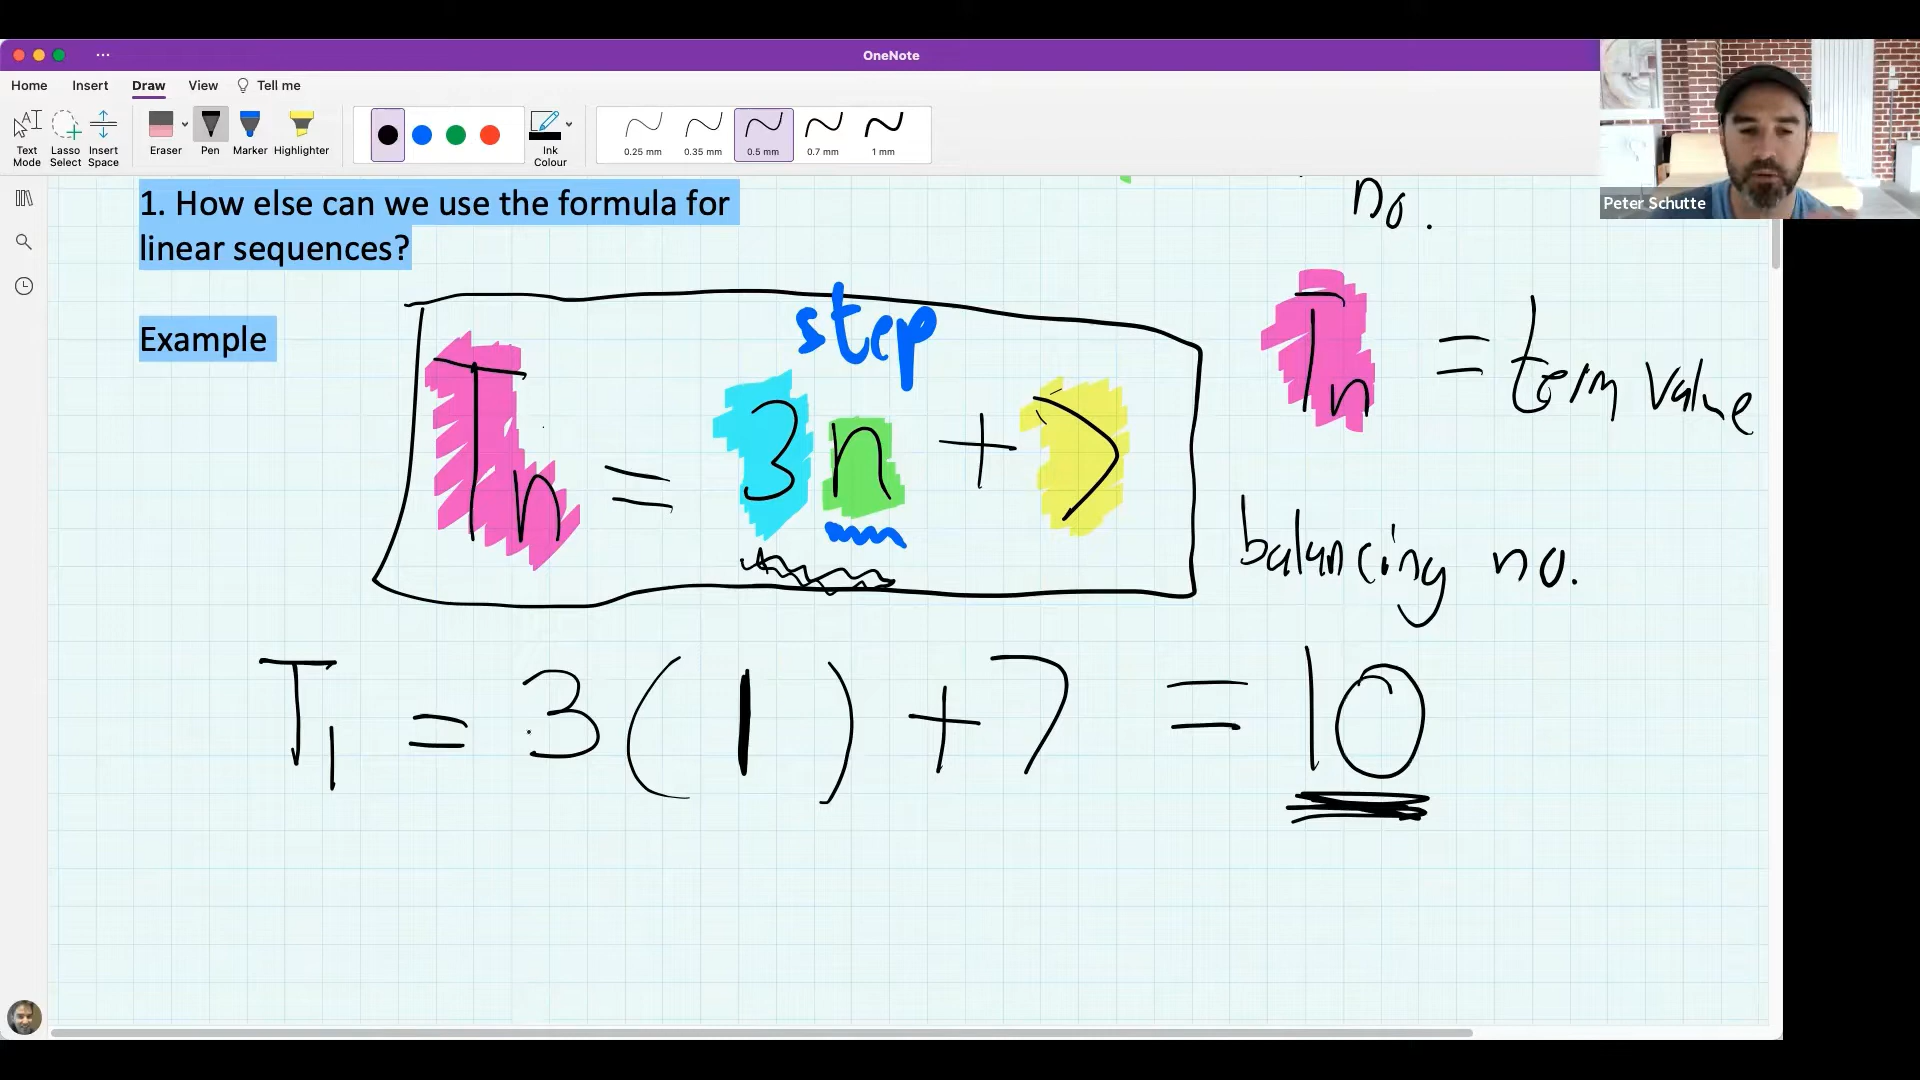 OneNote
Home Insert Draw View Tell me
Text Mode
Lasso Select
Insert Space
Eraser
Pen
Marker
Highlighter
Ink Colour
0.25 mm
0.35 mm
0.5 mm
0.7 mm
1 mm
Peter Schutte
1. How else can we use the formula for
linear sequences?
no.
Example
step
Tn = 3n + 7
Tn = term value
balancing no.
T1 = 3(1) + 7 = 10